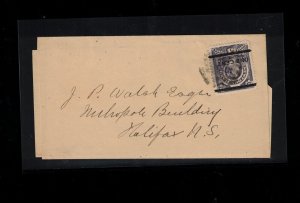 J. P. Walsh Esqr
Metropole Building
Halifax N.S.